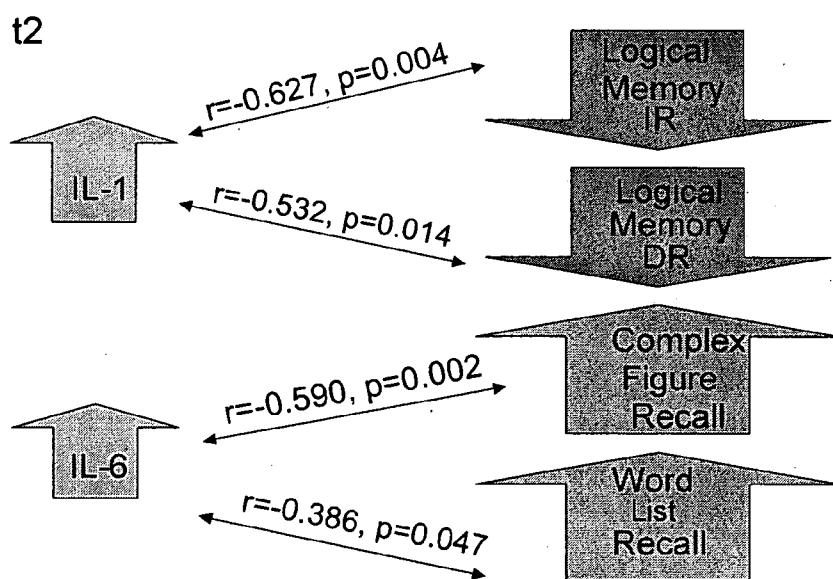 t2
IL-1
r=-0.627, p=0.004
Logical
Memory
IR
r=-0.532, p=0.014
Logical
Memory
DR
IL-6
r=-0.590, p=0.002
Complex
Figure
Recall
r=-0.386, p=0.047
Word
List
Recall